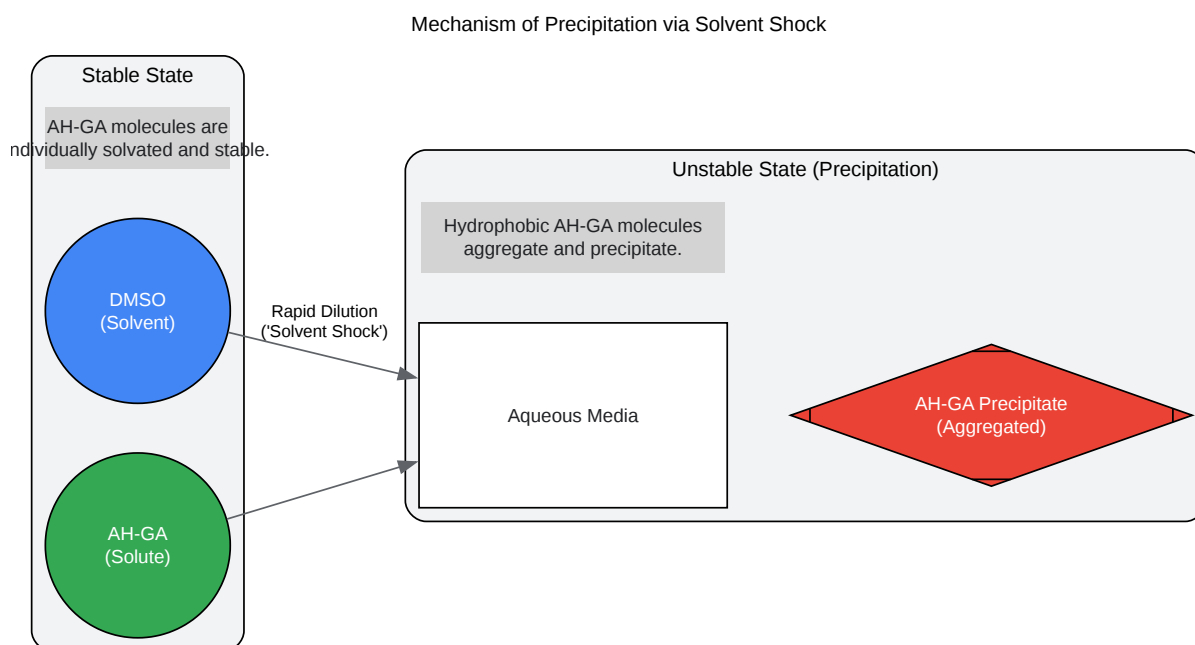 Mechanism of Precipitation via Solvent Shock
Stable State
AH-GA molecules are
individually solvated and stable.
DMSO
(Solvent)
AH-GA
(Solute)
Rapid Dilution
('Solvent Shock')
Unstable State (Precipitation)
Hydrophobic AH-GA molecules
aggregate and precipitate.
Aqueous Media
AH-GA Precipitate
(Aggregated)